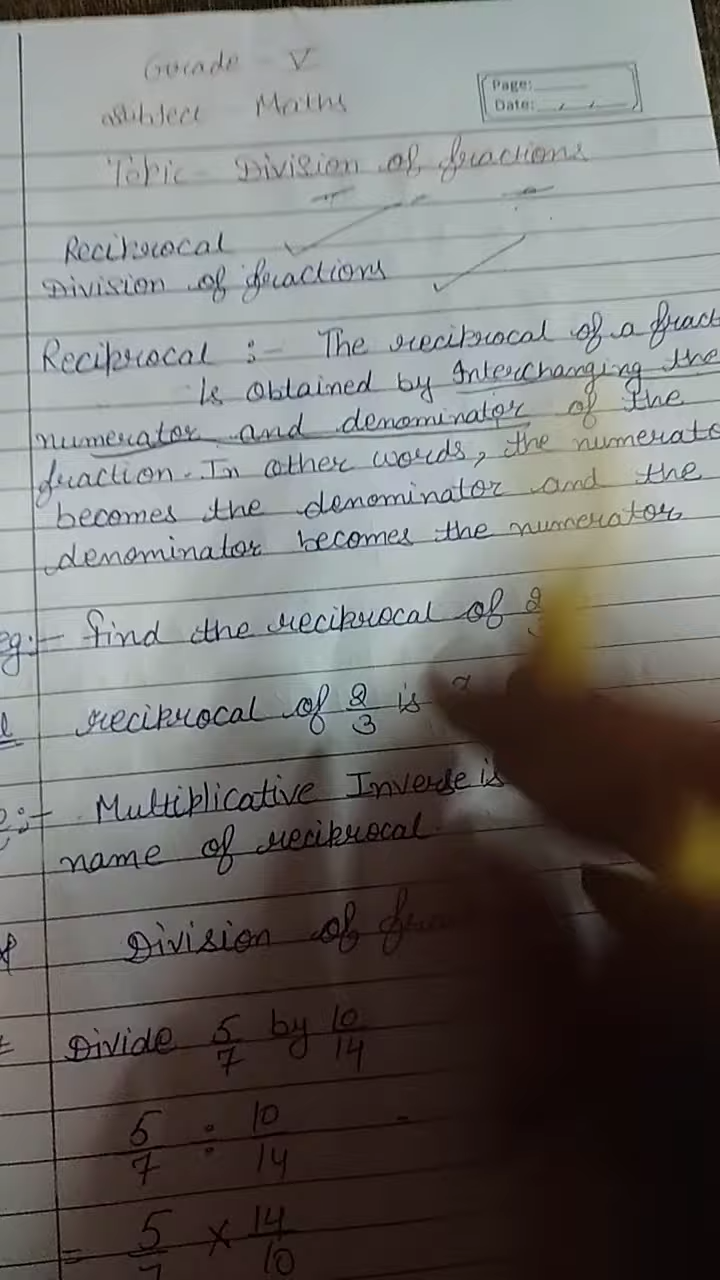 Grade - V
Subject Maths
Page:
Date:
Topic - Division of fractions
Reciprocal
Division of fractions
Reciprocal :- The reciprocal of a fract
is obtained by Interchanging the
numerator and denominator of the
fraction. In other words, the numerato
becomes the denominator and the
denominator becomes the numerator
eg:- find the reciprocal of 2
reciprocal of 2/3 is
:- Multiplicative Inverse is
name of reciprocal.
Division of
Divide 5/7 by 10/14
5/7 ÷ 10/14
= 5/7 × 14/10